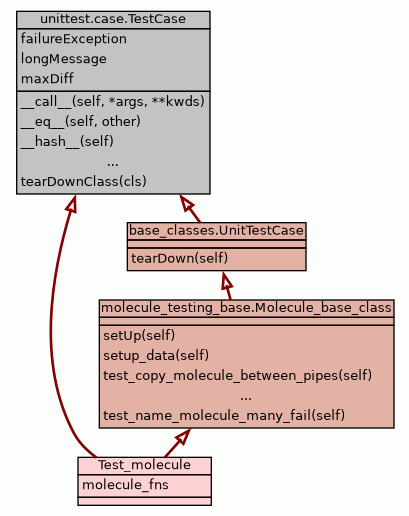 unittest.case.TestCase
failureException
longMessage
maxDiff
__call__(self, *args, **kwds)
__eq__(self, other)
__hash__(self)
...
tearDownClass(cls)
base_classes.UnitTestCase
tearDown(self)
molecule_testing_base.Molecule_base_class
setUp(self)
setup_data(self)
test_copy_molecule_between_pipes(self)
...
test_name_molecule_many_fail(self)
Test_molecule
molecule_fns